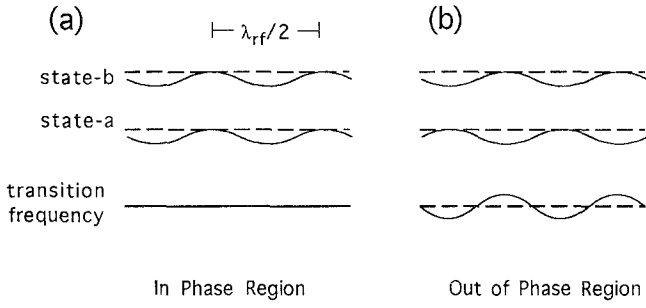 (a)
λrf/2
(b)
state-b
state-a
transition
frequency
In Phase Region
Out of Phase Region